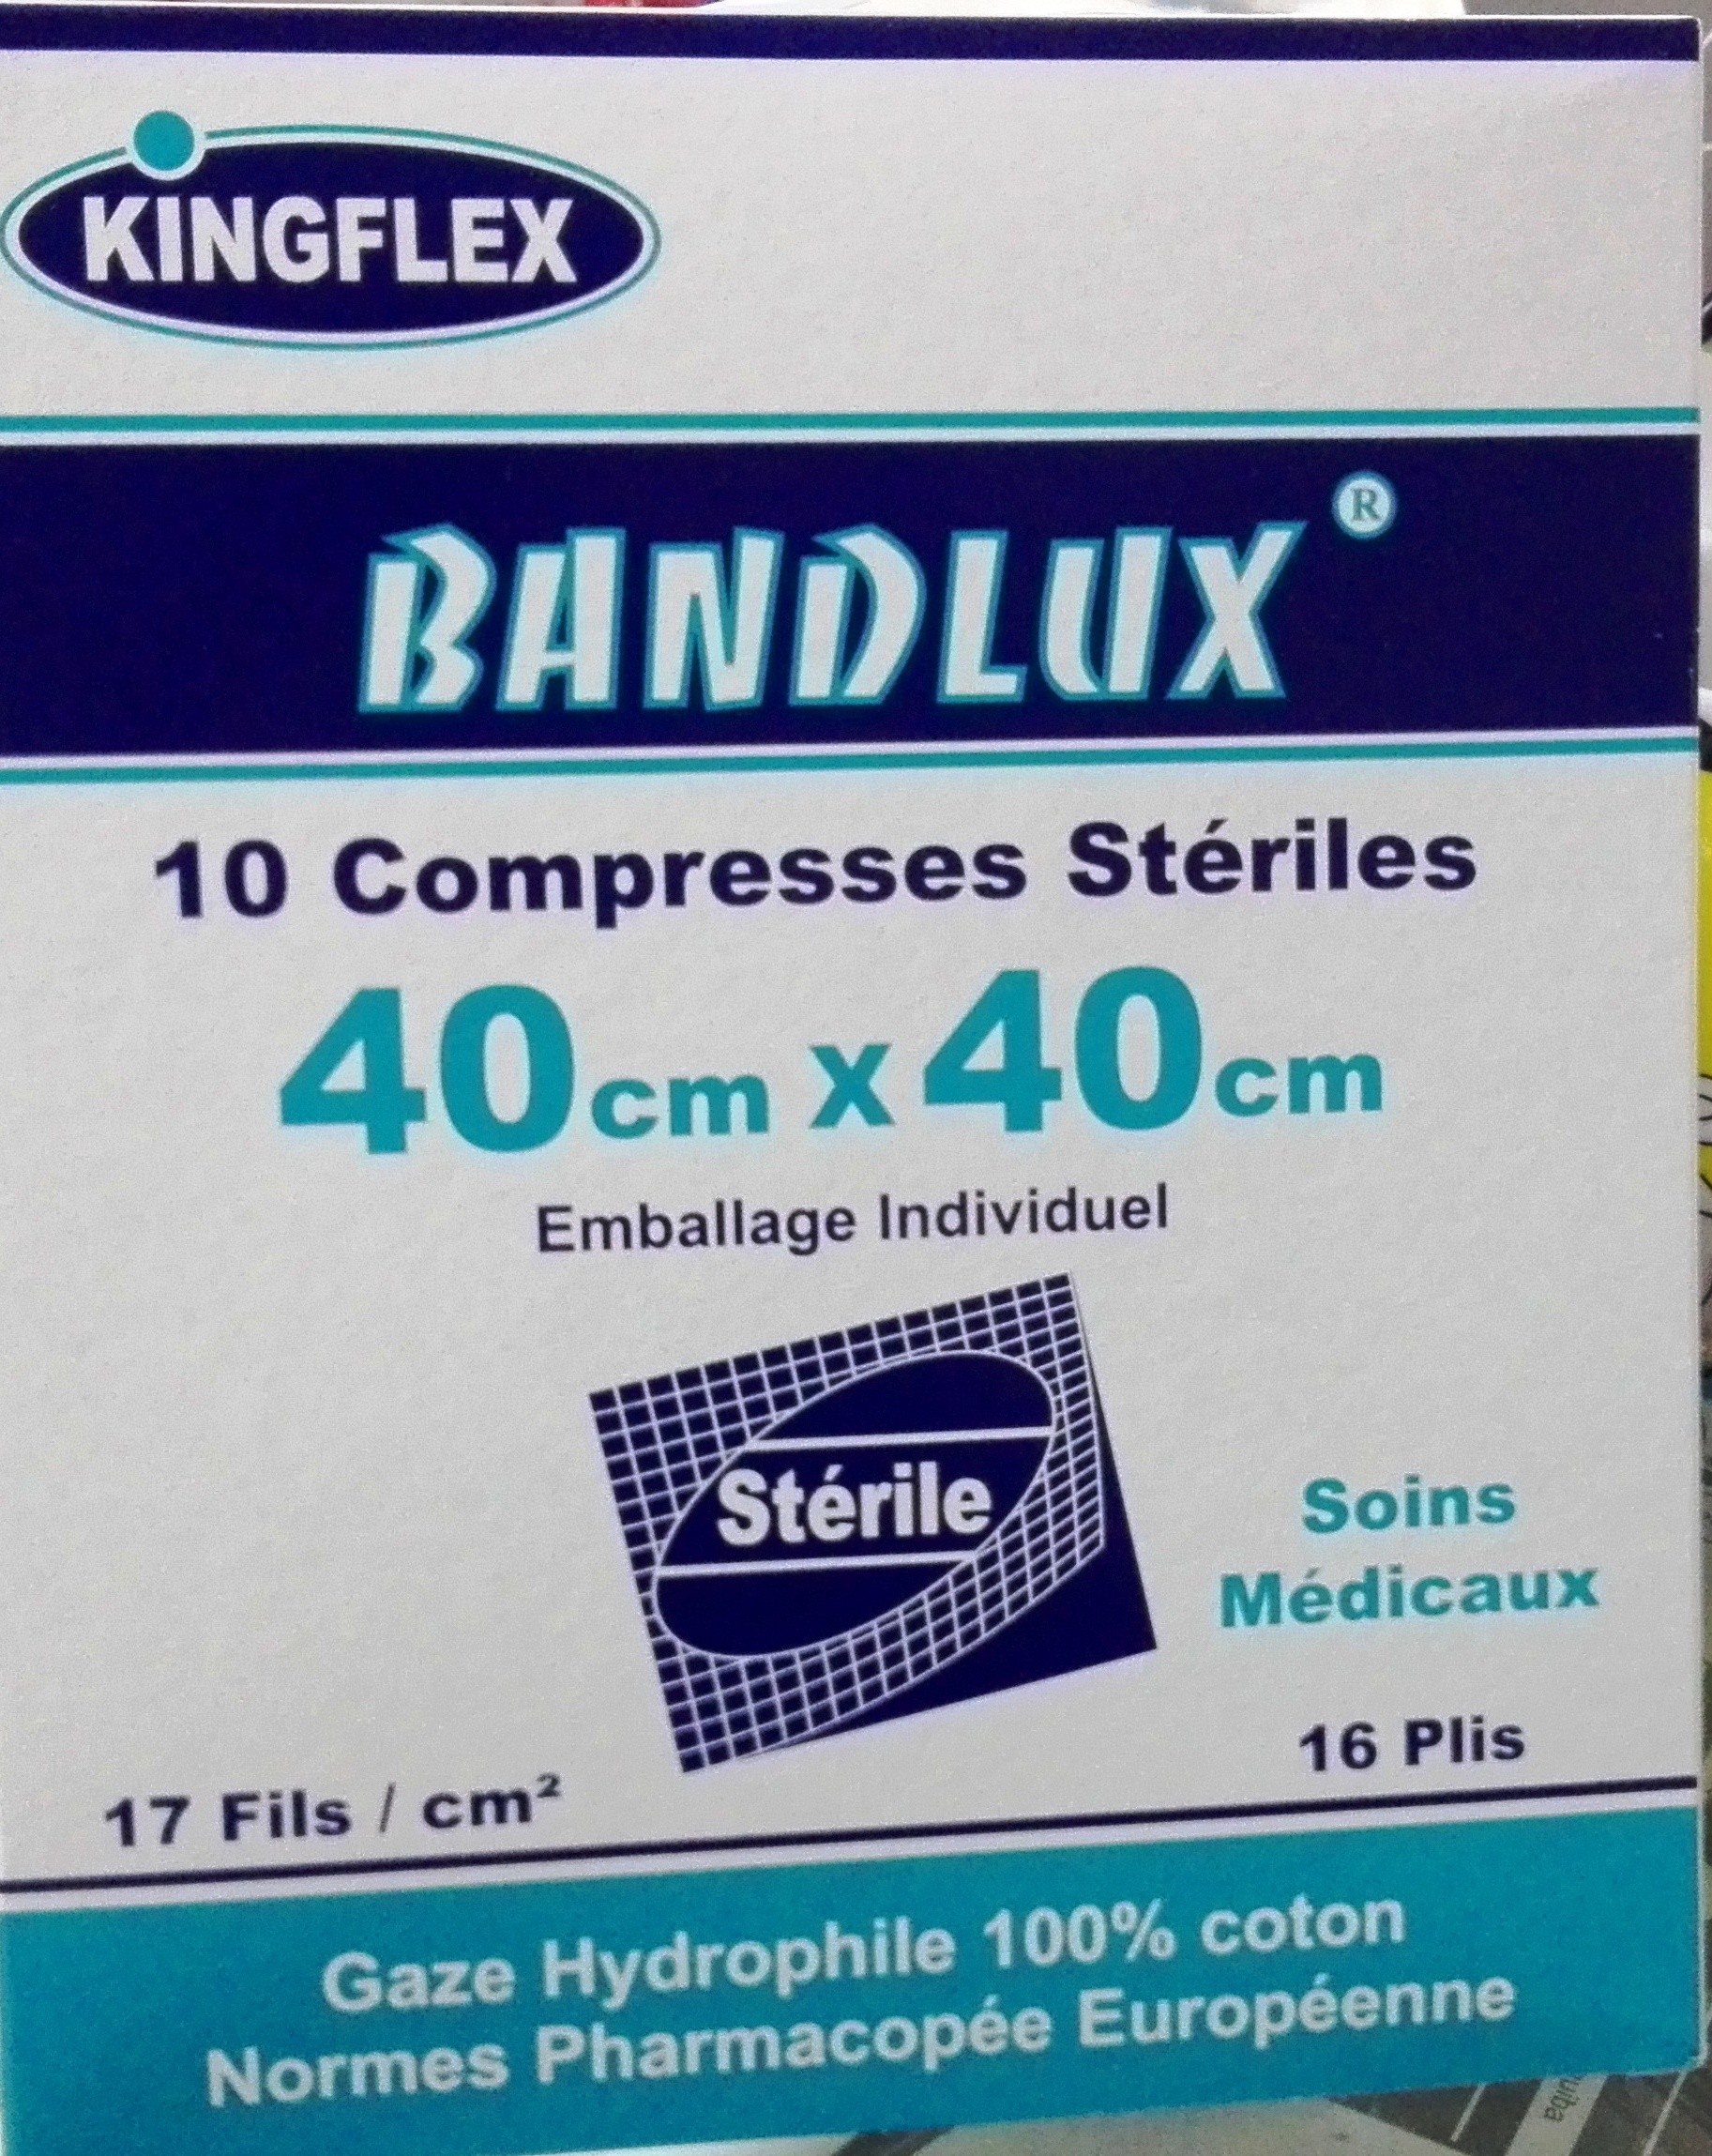 KINGFLEX
BANDLUX ®
10 Compresses Stériles
40cm x 40cm
Emballage Individuel
Stérile
Soins
Médicaux
16 Plis
17 Fils / cm²
Gaze Hydrophile 100% coton
Normes Pharmacopée Européenne